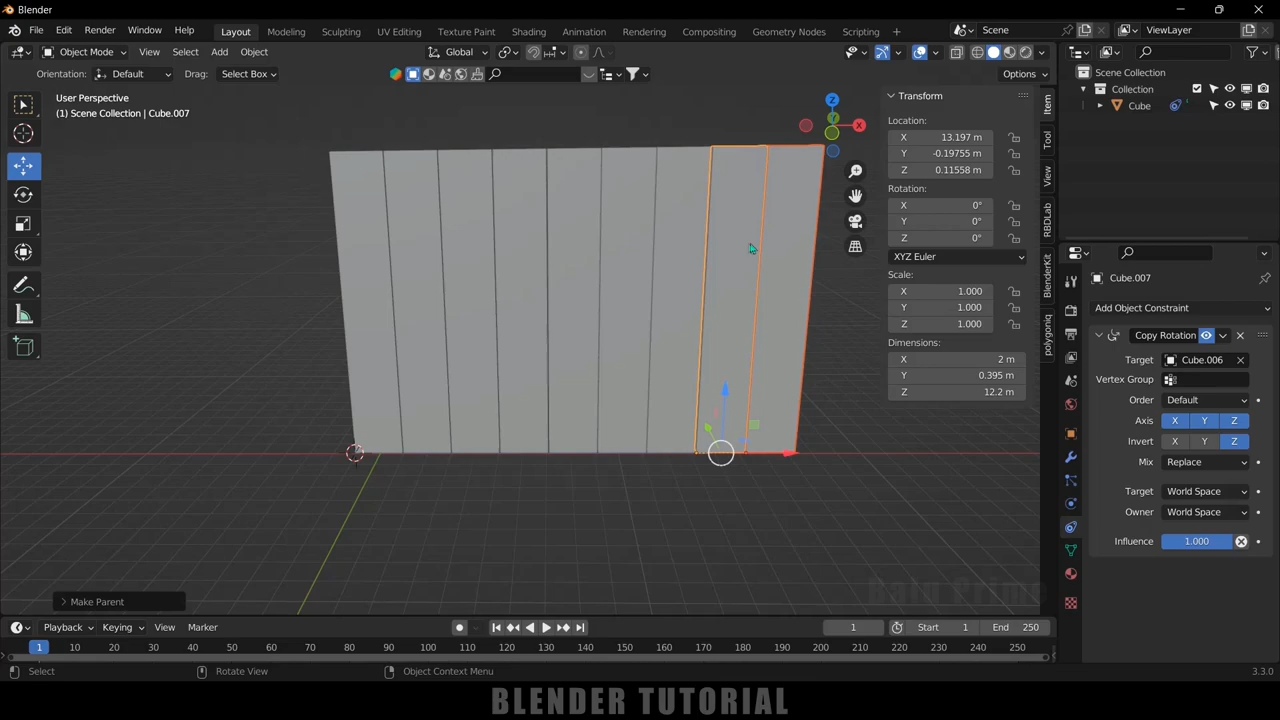 Blender
File Edit Render Window Help Layout Modeling Sculpting UV Editing Texture Paint Shading Animation Rendering Compositing Geometry Nodes Scripting + Scene ViewLayer
Object Mode View Select Add Object Global
Orientation: Default Drag: Select Box Options
User Perspective
(1) Scene Collection | Cube.007
Z
X
Transform
Location:
X 13.197 m
Y -0.19755 m
Z 0.11558 m
Rotation:
X 0°
Y 0°
Z 0°
XYZ Euler
Scale:
X 1.000
Y 1.000
Z 1.000
Dimensions:
X 2 m
Y 0.395 m
Z 12.2 m
Item
Tool
View
RBDLab
BlenderKit
polygoniq
Scene Collection
Collection
Cube
Cube.007
Add Object Constraint
Copy Rotation
Target Cube.006
Vertex Group
Order Default
Axis X Y Z
Invert X Y Z
Mix Replace
Target World Space
Owner World Space
Influence 1.000
Make Parent
Playback Keying View Marker 1 Start 1 End 250
1 10 20 30 40 50 60 70 80 90 100 110 120 130 140 150 160 170 180 190 200 210 220 230 240 250
Select Rotate View Object Context Menu 3.3.0
BLENDER TUTORIAL